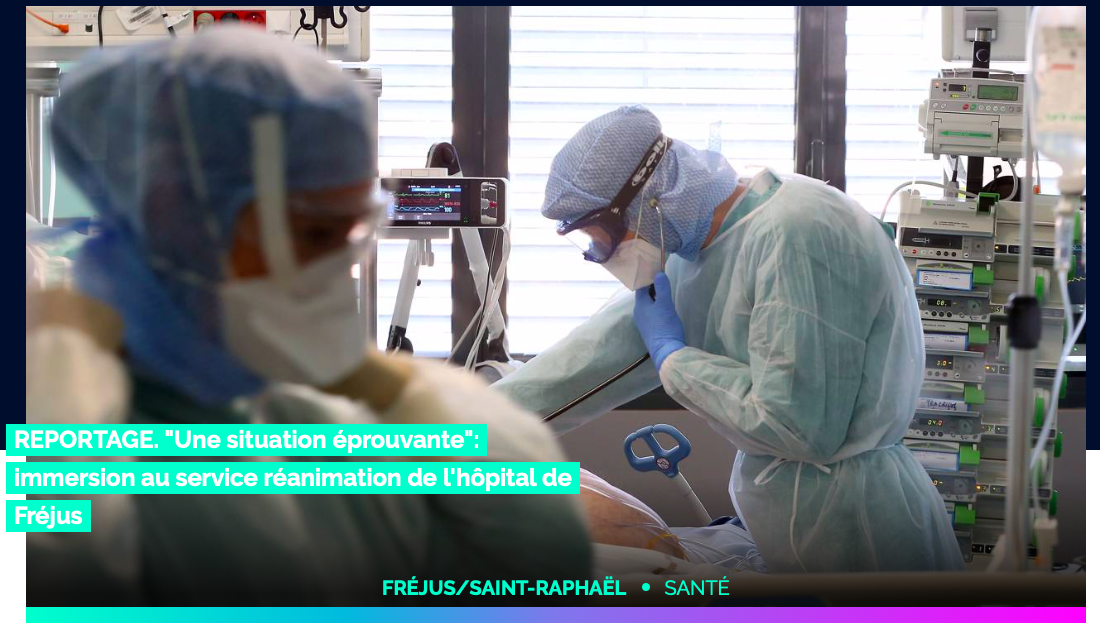 REPORTAGE. "Une situation éprouvante":
immersion au service réanimation de l'hôpital de
Fréjus
FRÉJUS/SAINT-RAPHAËL • SANTÉ